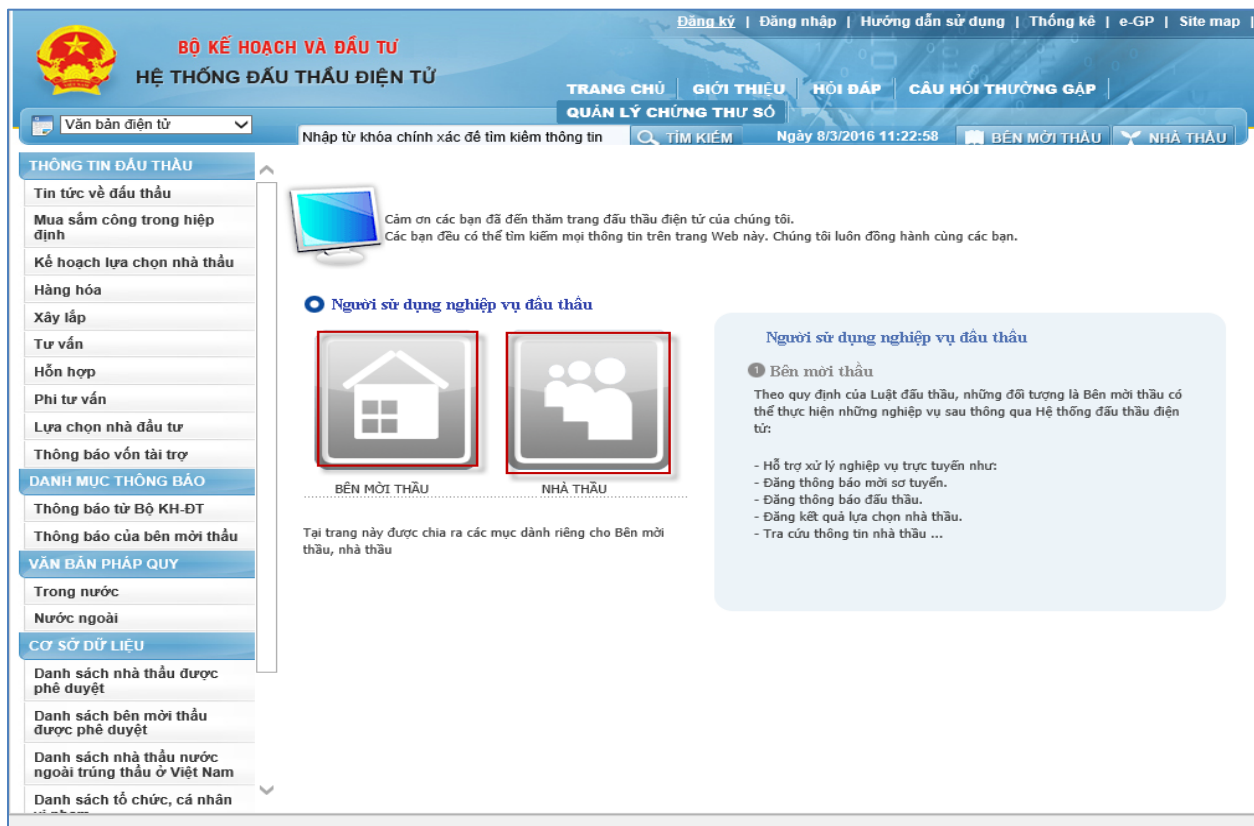 Đăng ký | Đăng nhập | Hướng dẫn sử dụng | Thống kê | e-GP | Site map |
BỘ KẾ HOẠCH VÀ ĐẦU TƯ
HỆ THỐNG ĐẤU THẦU ĐIỆN TỬ
TRANG CHỦ GIỚI THIỆU HỎI ĐÁP CÂU HỎI THƯỜNG GẶP
QUẢN LÝ CHỨNG THƯ SỐ
Văn bản điện tử
Nhập từ khóa chính xác để tìm kiếm thông tin TÌM KIẾM Ngày 8/3/2016 11:22:58 BÊN MỜI THẦU NHÀ THẦU
THÔNG TIN ĐẤU THẦU
Tin tức về đấu thầu
Mua sắm công trong hiệp
định
Kế hoạch lựa chọn nhà thầu
Hàng hóa
Xây lắp
Tư vấn
Hỗn hợp
Phi tư vấn
Lựa chọn nhà đầu tư
Thông báo vốn tài trợ
DANH MỤC THÔNG BÁO
Thông báo từ Bộ KH-ĐT
Thông báo của bên mời thầu
VĂN BẢN PHÁP QUY
Trong nước
Nước ngoài
CƠ SỞ DỮ LIỆU
Danh sách nhà thầu được
phê duyệt
Danh sách bên mời thầu
được phê duyệt
Danh sách nhà thầu nước
ngoài trúng thầu ở Việt Nam
Danh sách tổ chức, cá nhân
Cảm ơn các bạn đã đến thăm trang đấu thầu điện tử của chúng tôi.
Các bạn đều có thể tìm kiếm mọi thông tin trên trang Web này. Chúng tôi luôn đồng hành cùng các bạn.
Người sử dụng nghiệp vụ đấu thầu
BÊN MỜI THẦU NHÀ THẦU
Tại trang này được chia ra các mục dành riêng cho Bên mời
thầu, nhà thầu
Người sử dụng nghiệp vụ đấu thầu
1 Bên mời thầu
Theo quy định của Luật đấu thầu, những đối tượng là Bên mời thầu có
thể thực hiện những nghiệp vụ sau thông qua Hệ thống đấu thầu điện
tử:
- Hỗ trợ xử lý nghiệp vụ trực tuyến như:
- Đăng thông báo mời sơ tuyển.
- Đăng thông báo đấu thầu.
- Đăng kết quả lựa chọn nhà thầu.
- Tra cứu thông tin nhà thầu ...